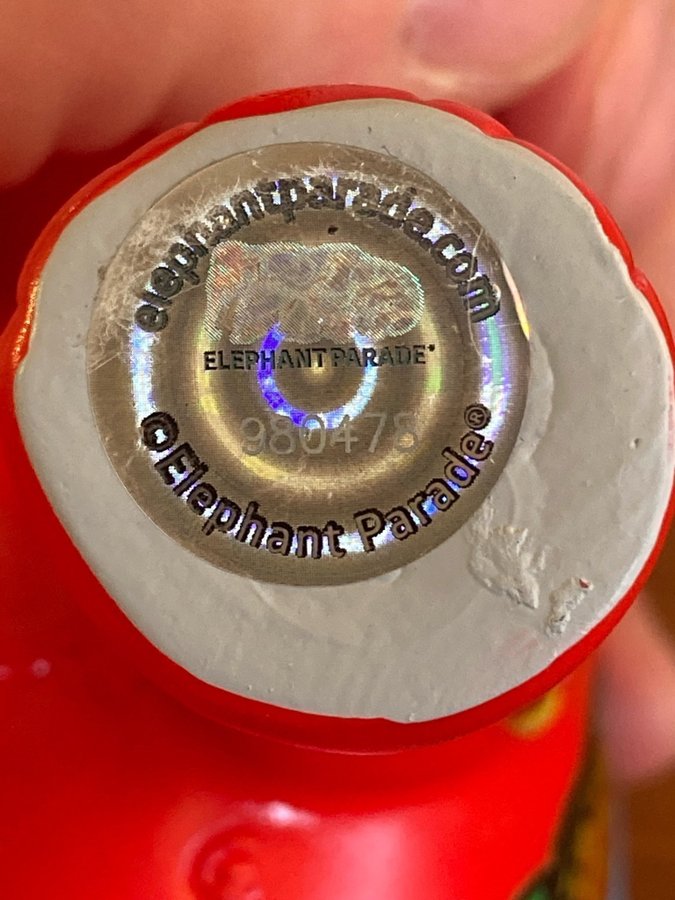 elephantparade.com
ELEPHANT PARADE®
980478
©Elephant Parade®